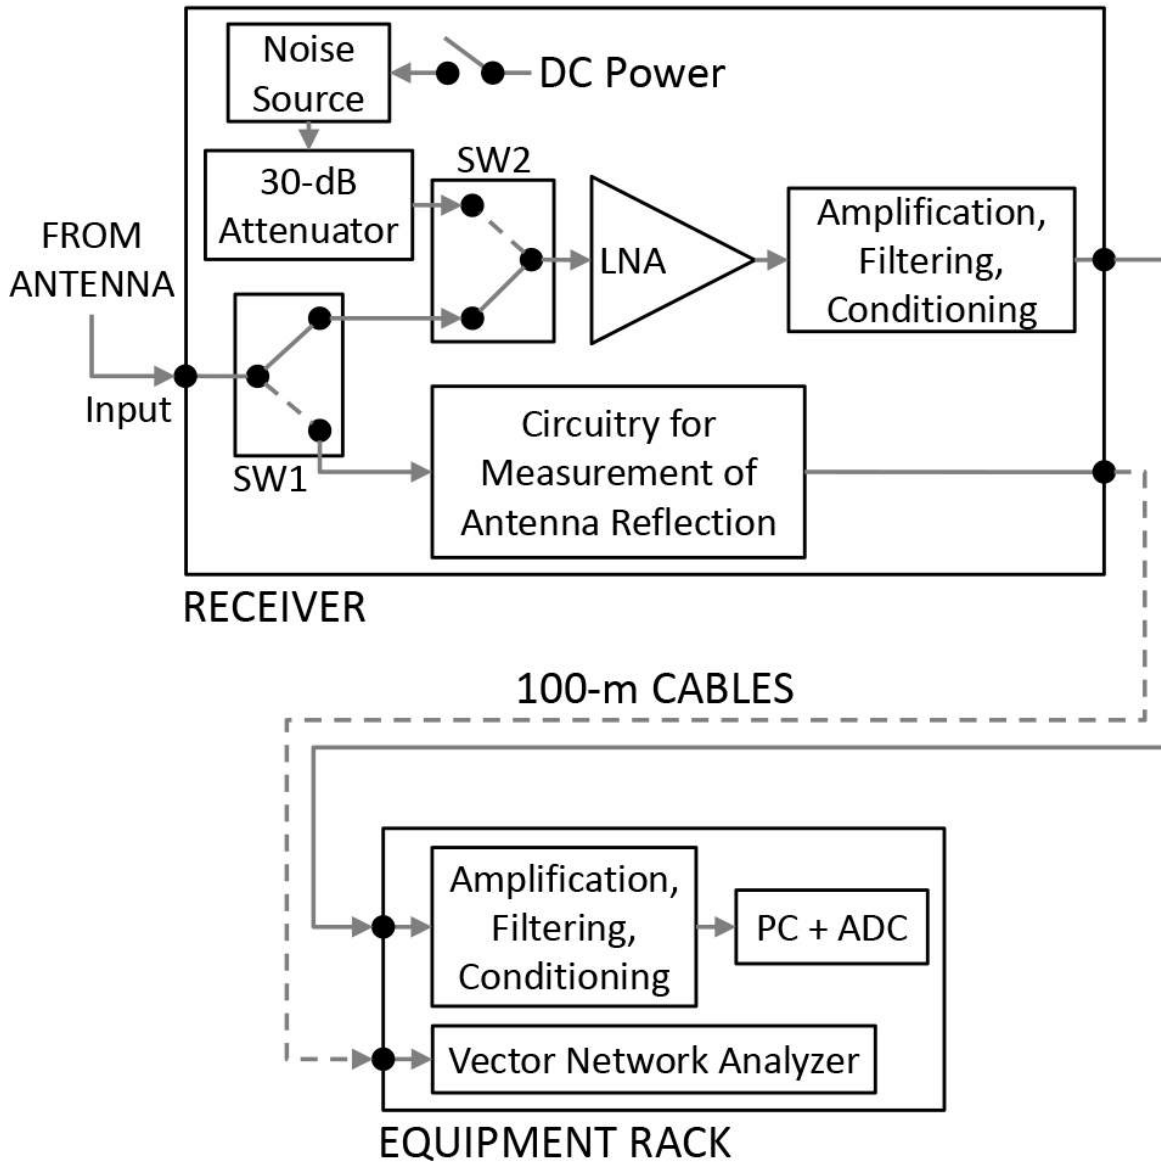 Noise
Source
DC Power
30-dB
Attenuator
SW2
FROM
ANTENNA
LNA
Amplification,
Filtering,
Conditioning
Input
SW1
Circuitry for
Measurement of
Antenna Reflection
RECEIVER
100-m CABLES
Amplification,
Filtering,
Conditioning
PC + ADC
Vector Network Analyzer
EQUIPMENT RACK